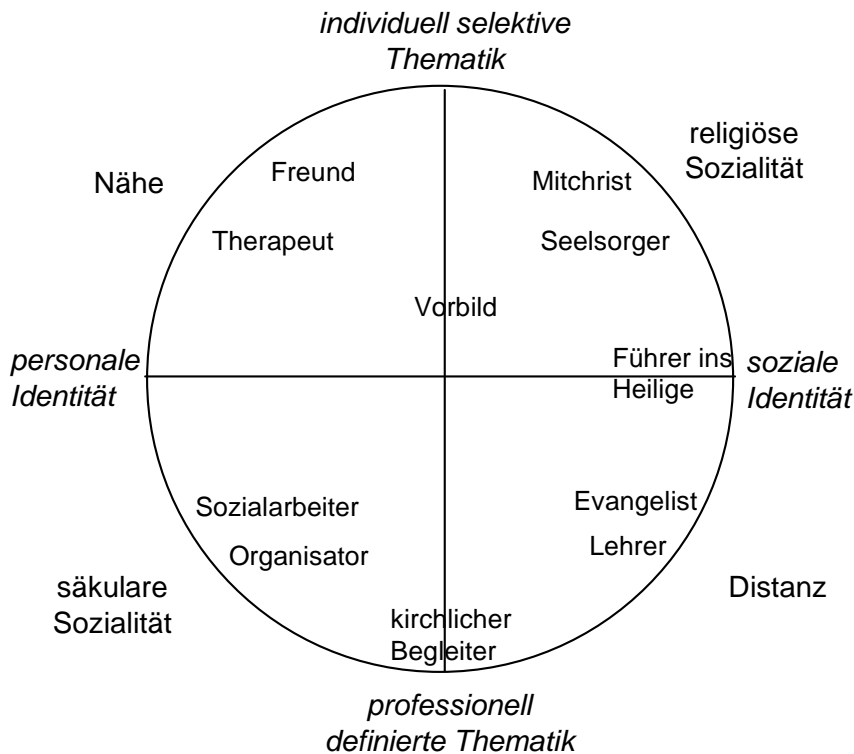 individuell selektive
Thematik
religiöse
Sozialität
Nähe
Freund
Mitchrist
Therapeut
Seelsorger
Vorbild
personale
Identität
Führer ins
Heilige
soziale
Identität
Sozialarbeiter
Organisator
Evangelist
Lehrer
säkulare
Sozialität
Distanz
kirchlicher
Begleiter
professionell
definierte Thematik